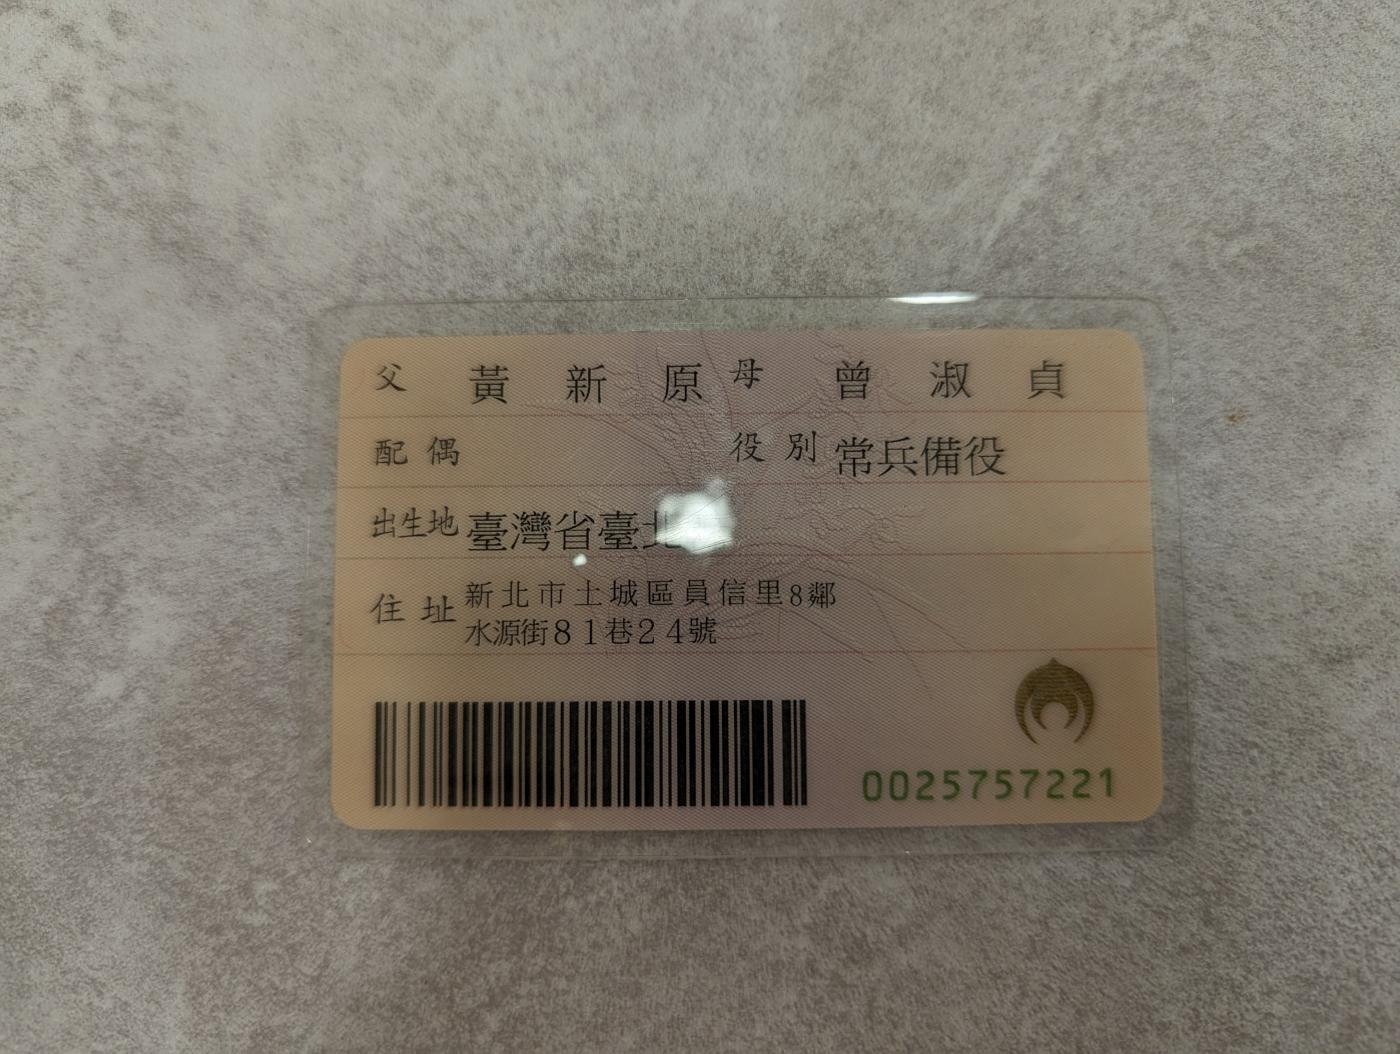 父 黃新原 母 曾淑貞
配偶 役別 常兵備役
出生地 臺灣省臺北
住址 新北市土城區員信里8鄰
水源街81巷24號
0025757221